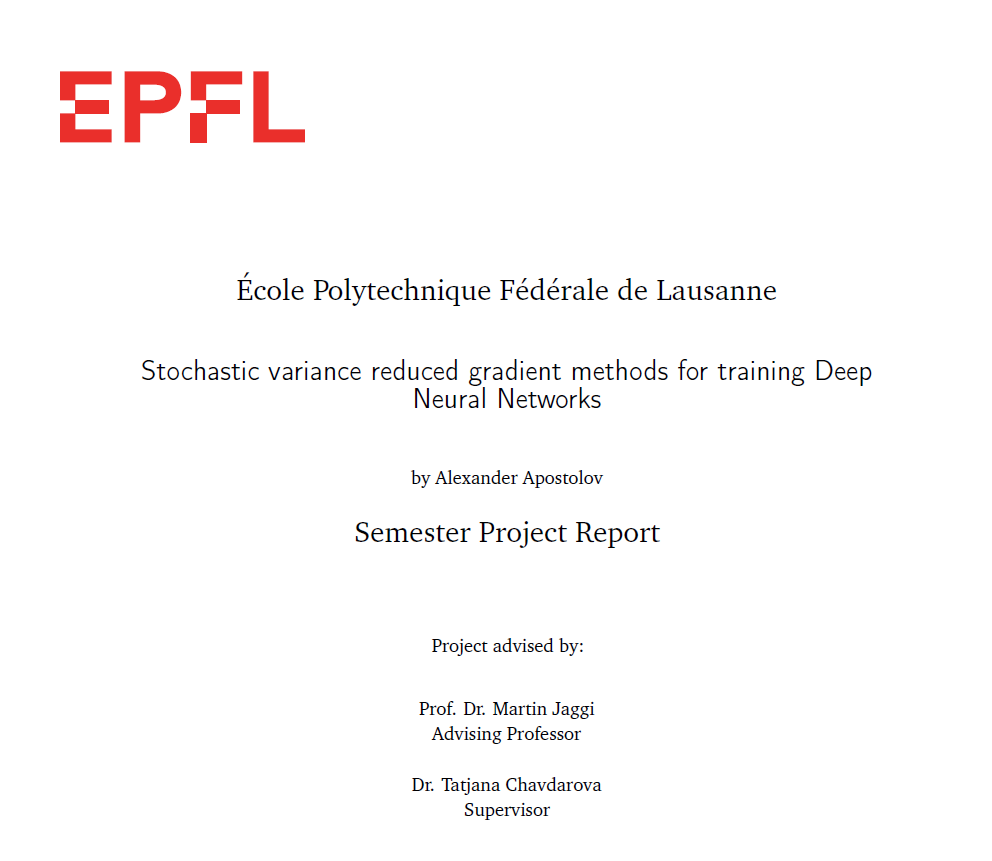 EPFL
École Polytechnique Fédérale de Lausanne
Stochastic variance reduced gradient methods for training Deep
Neural Networks
by Alexander Apostolov
Semester Project Report
Project advised by:
Prof. Dr. Martin Jaggi
Advising Professor
Dr. Tatjana Chavdarova
Supervisor